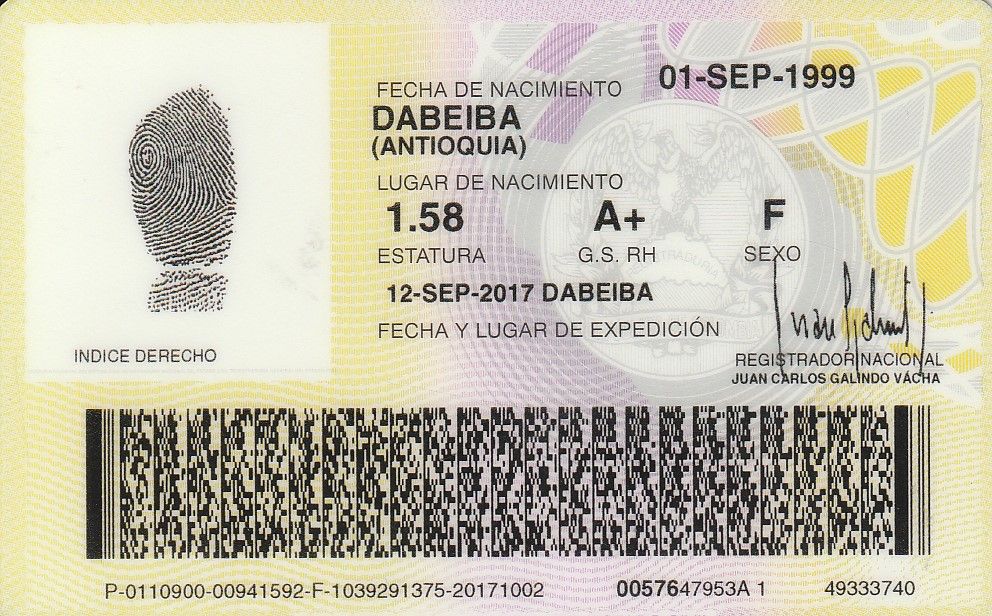 01-SEP-1999
FECHA DE NACIMIENTO
DABEIBA
(ANTIOQUIA)
LUGAR DE NACIMIENTO
1.58 A+ F
ESTATURA G.S. RH SEXO
12-SEP-2017 DABEIBA
FECHA Y LUGAR DE EXPEDICIÓN
INDICE DERECHO
REGISTRADOR NACIONAL
JUAN CARLOS GALINDO VÁCHA
P-0110900-00941592-F-1039291375-20171002 0057647953A 1 49333740